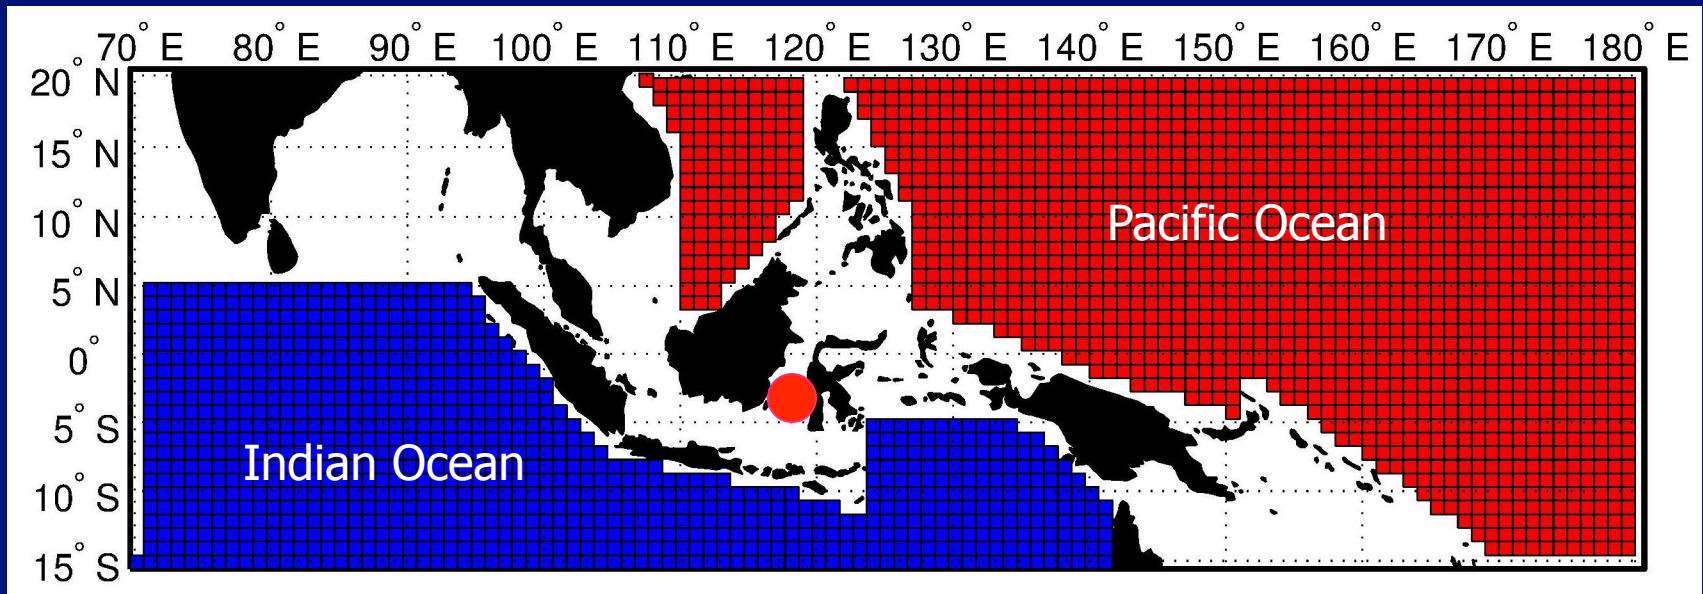 70° E 80° E 90° E 100° E 110° E 120° E 130° E 140° E 150° E 160° E 170° E 180° E
20° N
15° N
10° N
Pacific Ocean
5° N
0°
5° S
Indian Ocean
10° S
15° S